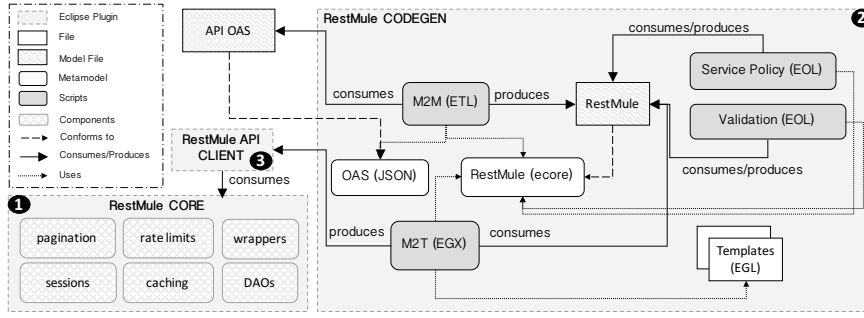 Eclipse Plugin
File
Model File
Metamodel
Scripts
Components
Conforms to
Consumes/Produces
Uses
API OAS
RestMule CODEGEN
2
consumes/produces
Service Policy (EOL)
consumes
M2M (ETL)
produces
RestMule
Validation (EOL)
RestMule API
CLIENT
3
consumes
OAS (JSON)
RestMule (ecore)
consumes/produces
1
RestMule CORE
pagination
rate limits
wrappers
sessions
caching
DAOs
produces
M2T (EGX)
consumes
Templates
(EGL)